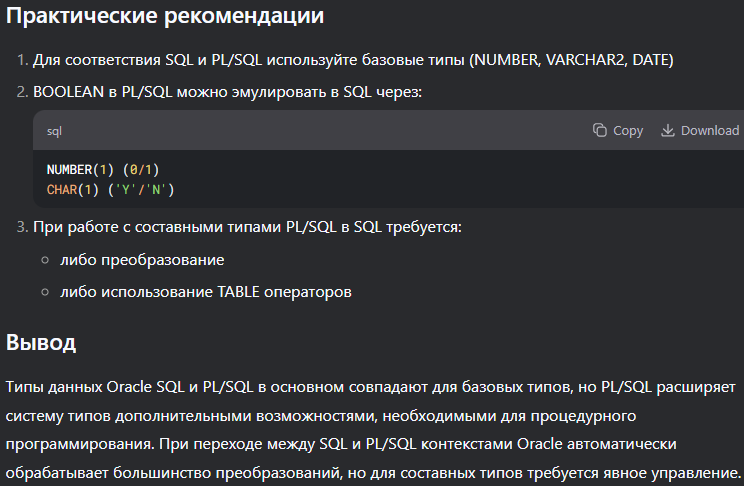 Практические рекомендации
1. Для соответствия SQL и PL/SQL используйте базовые типы (NUMBER, VARCHAR2, DATE)
2. BOOLEAN в PL/SQL можно эмулировать в SQL через:
sql Copy Download
NUMBER(1) (0/1)
CHAR(1) ('Y'/'N')
3. При работе с составными типами PL/SQL в SQL требуется:
либо преобразование
либо использование TABLE операторов
Вывод
Типы данных Oracle SQL и PL/SQL в основном совпадают для базовых типов, но PL/SQL расширяет
систему типов дополнительными возможностями, необходимыми для процедурного
программирования. При переходе между SQL и PL/SQL контекстами Oracle автоматически
обрабатывает большинство преобразований, но для составных типов требуется явное управление.